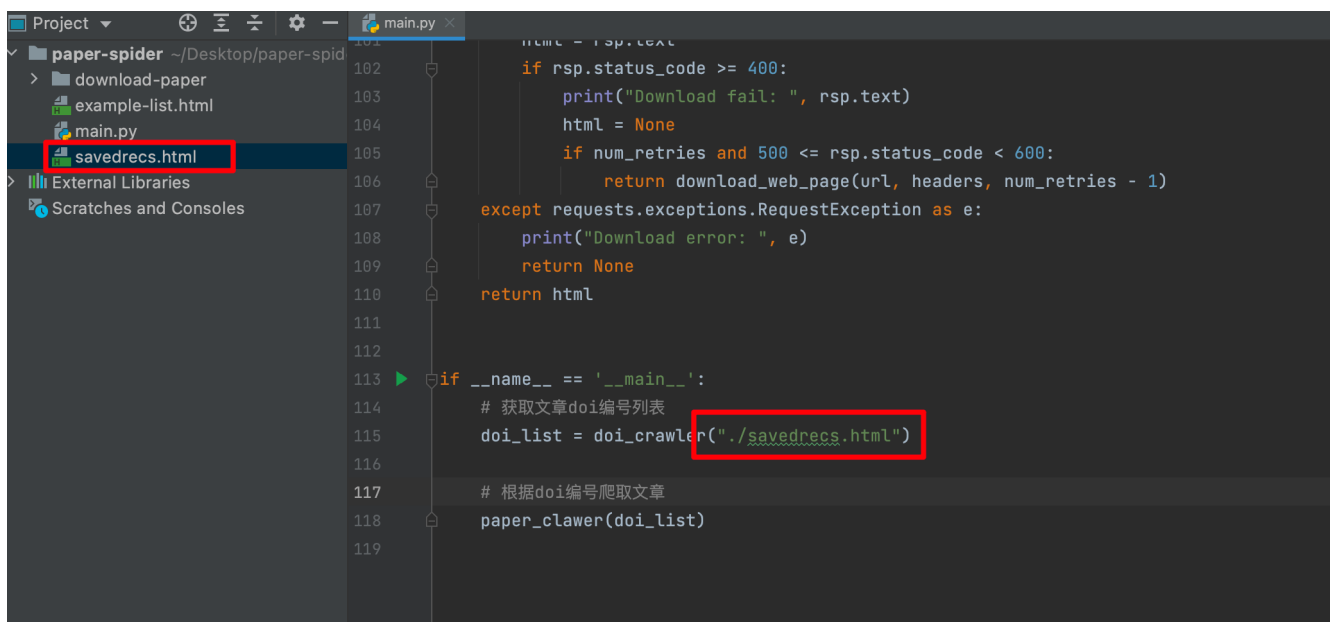 Project
main.py
paper-spider ~/Desktop/paper-spid
download-paper
example-list.html
main.py
savedrecs.html
External Libraries
Scratches and Consoles
101 html = rsp.text
102 if rsp.status_code >= 400:
103 print("Download fail: ", rsp.text)
104 html = None
105 if num_retries and 500 <= rsp.status_code < 600:
106 return download_web_page(url, headers, num_retries - 1)
107 except requests.exceptions.RequestException as e:
108 print("Download error: ", e)
109 return None
110 return html
111
112
113 if __name__ == '__main__':
114 # 获取文章doi编号列表
115 doi_list = doi_crawler("./savedrecs.html")
116
117 # 根据doi编号爬取文章
118 paper_clawer(doi_list)
119